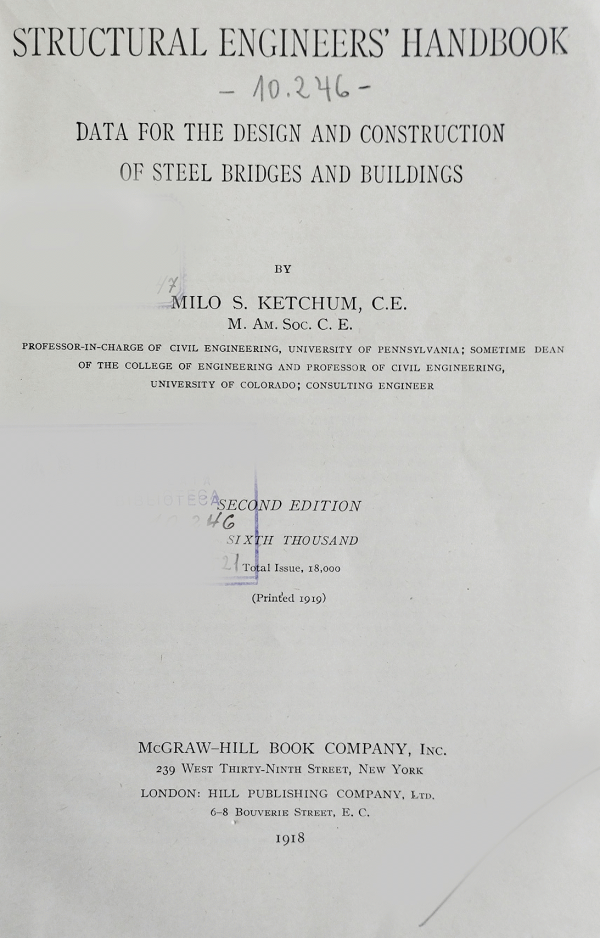 STRUCTURAL ENGINEERS' HANDBOOK
- 10.246 -
DATA FOR THE DESIGN AND CONSTRUCTION
OF STEEL BRIDGES AND BUILDINGS
BY
7
MILO S. KETCHUM, C.E.
M. AM. SOC. C. E.
PROFESSOR-IN-CHARGE OF CIVIL ENGINEERING, UNIVERSITY OF PENNSYLVANIA; SOMETIME DEAN
OF THE COLLEGE OF ENGINEERING AND PROFESSOR OF CIVIL ENGINEERING,
UNIVERSITY OF COLORADO; CONSULTING ENGINEER
SECOND EDITION
46
SIXTH THOUSAND
21
Total Issue, 18,000
(Printed 1919)
McGRAW-HILL BOOK COMPANY, INC.
239 WEST THIRTY-NINTH STREET, NEW YORK
LONDON: HILL PUBLISHING COMPANY, LTD.
6-8 BOUVERIE STREET, E. C.
1918